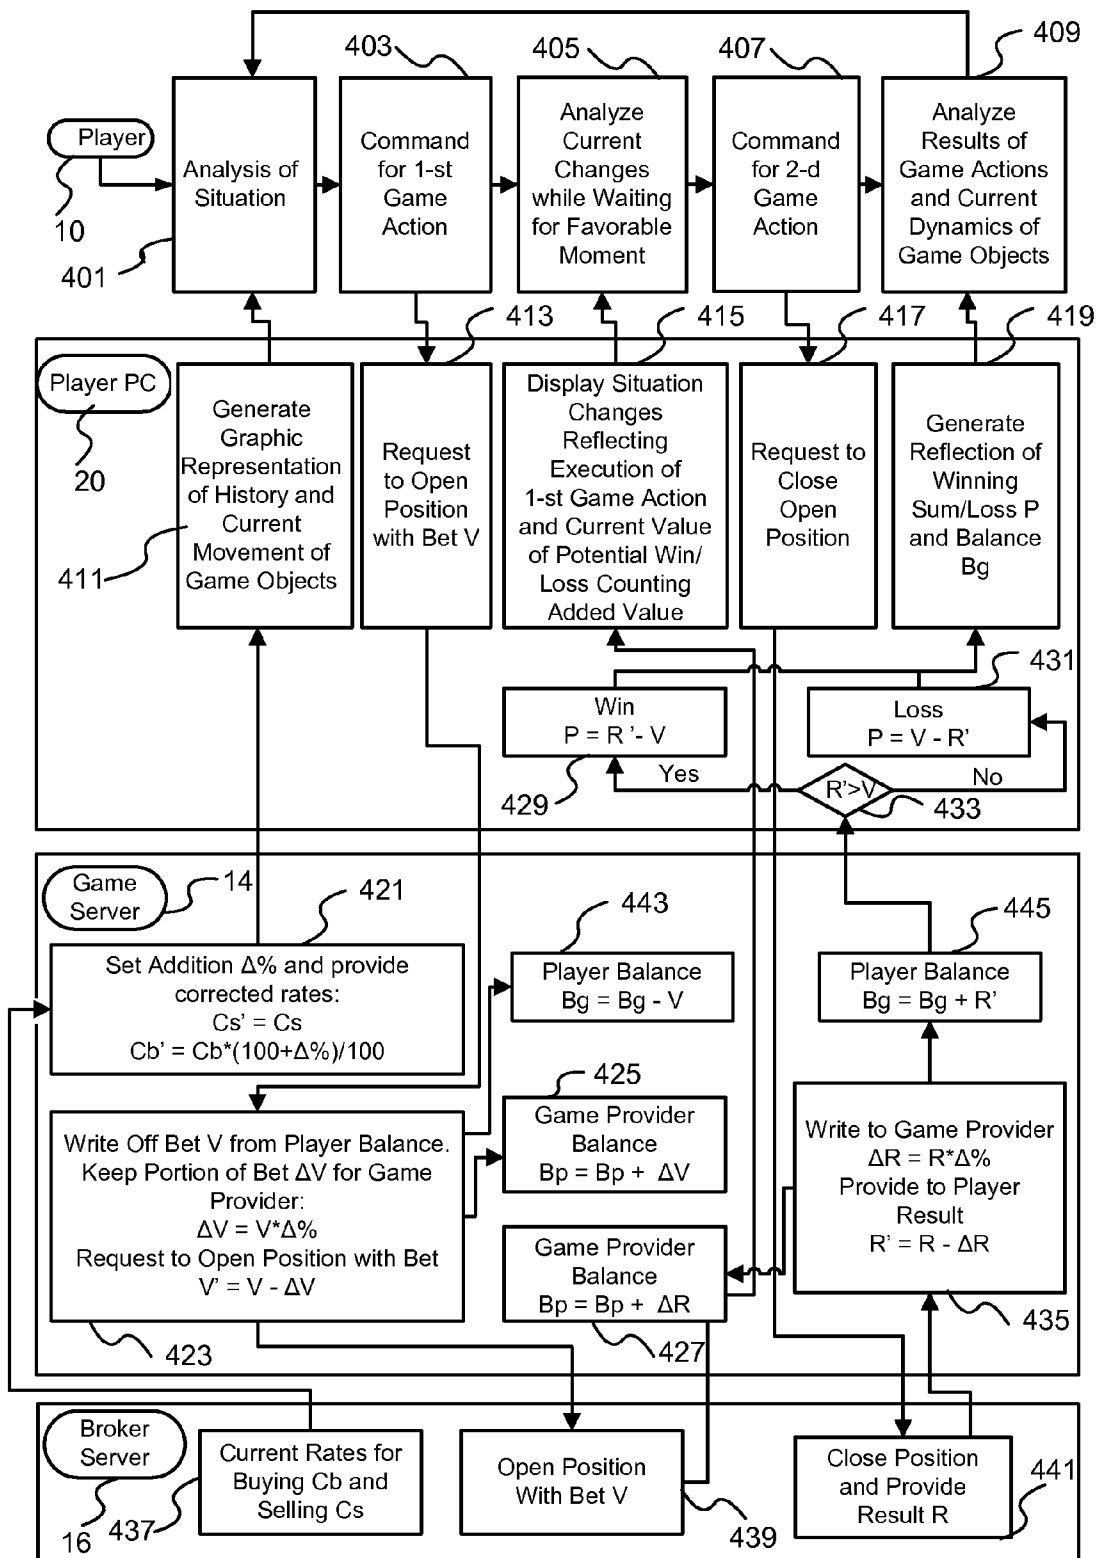 403
405
407
409
Player
10
401
Analysis of
Situation
Command
for 1-st
Game
Action
Analyze
Current
Changes
while Waiting
for Favorable
Moment
Command
for 2-d
Game
Action
Analyze
Results of
Game Actions
and Current
Dynamics of
Game Objects
413
415
417
419
Player PC
20
411
Generate
Graphic
Representation
of History and
Current
Movement of
Game Objects
Request
to Open
Position
with Bet V
Display Situation
Changes
Reflecting
Execution of
1-st Game Action
and Current Value
of Potential Win/
Loss Counting
Added Value
Request to
Close
Open
Position
Generate
Reflection of
Winning
Sum/Loss P
and Balance
Bg
431
Win
P = R '- V
Loss
P = V - R'
429
Yes
R'>V
No
433
Game
Server
14
421
443
445
Set Addition Δ% and provide
corrected rates:
Cs' = Cs
Cb' = Cb*(100+Δ%)/100
Player Balance
Bg = Bg - V
Player Balance
Bg = Bg + R'
425
Write Off Bet V from Player Balance.
Keep Portion of Bet ΔV for Game
Provider:
ΔV = V*Δ%
Request to Open Position with Bet
V' = V - ΔV
Game Provider
Balance
Bp = Bp + ΔV
Game Provider
Balance
Bp = Bp + ΔR
Write to Game Provider
ΔR = R*Δ%
Provide to Player
Result
R' = R - ΔR
423
427
435
Broker
Server
16
437
Current Rates for
Buying Cb and
Selling Cs
Open Position
With Bet V
439
Close Position
and Provide
Result R
441